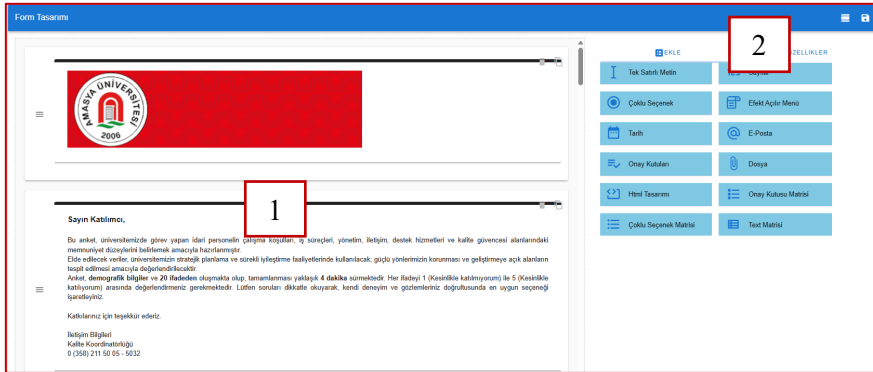 Form Tasarımı
AMASYA ÜNİVERSİTESİ
2006
1
Sayın Katılımcı,
Bu anket, üniversitemizde görev yapan idari personelin çalışma koşulları, iş süreçleri, yönetim, iletişim, destek hizmetleri ve kalite güvencesi alanlarındaki
memnuniyet düzeylerini belirlemek amacıyla hazırlanmıştır.
Elde edilecek veriler, üniversitemizin stratejik planlama ve sürekli iyileştirme faaliyetlerinde kullanılacak; güçlü yönlerimizin korunması ve geliştirmeye açık alanların
tespit edilmesi amacıyla değerlendirilecektir.
Anket, demografik bilgiler ve 20 ifadeden oluşmakta olup, tamamlanması yaklaşık 4 dakika sürmektedir. Her ifadeyi 1 (Kesinlikle katılmıyorum) ile 5 (Kesinlikle
katılıyorum) arasında değerlendirmeniz gerekmektedir. Lütfen soruları dikkatle okuyarak, kendi deneyim ve gözlemleriniz doğrultusunda en uygun seçeneği
işaretleyiniz.
Katkılarınız için teşekkür ederiz.
İletişim Bilgileri
Kalite Koordinatörlüğü
0 (358) 211 50 05 - 5032
EKLE
2
Tek Satırlı Metin
Çoklu Seçenek
Efekt Açılır Menü
Tarih
E-Posta
Onay Kutuları
Dosya
Html Tasarımı
Onay Kutusu Matrisi
Çoklu Seçenek Matrisi
Text Matrisi